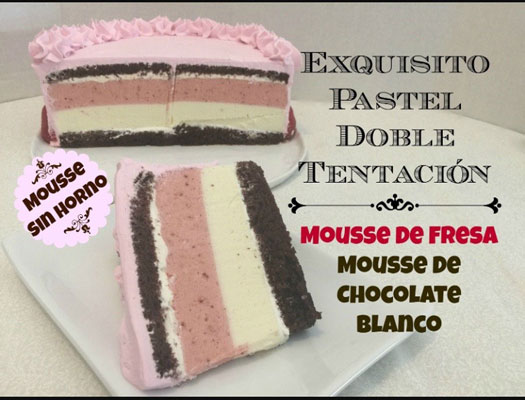 Exquisito
Pastel
Doble
Tentación
Mousse
sin horno
Mousse de Fresa
Mousse de
chocolate
blanco